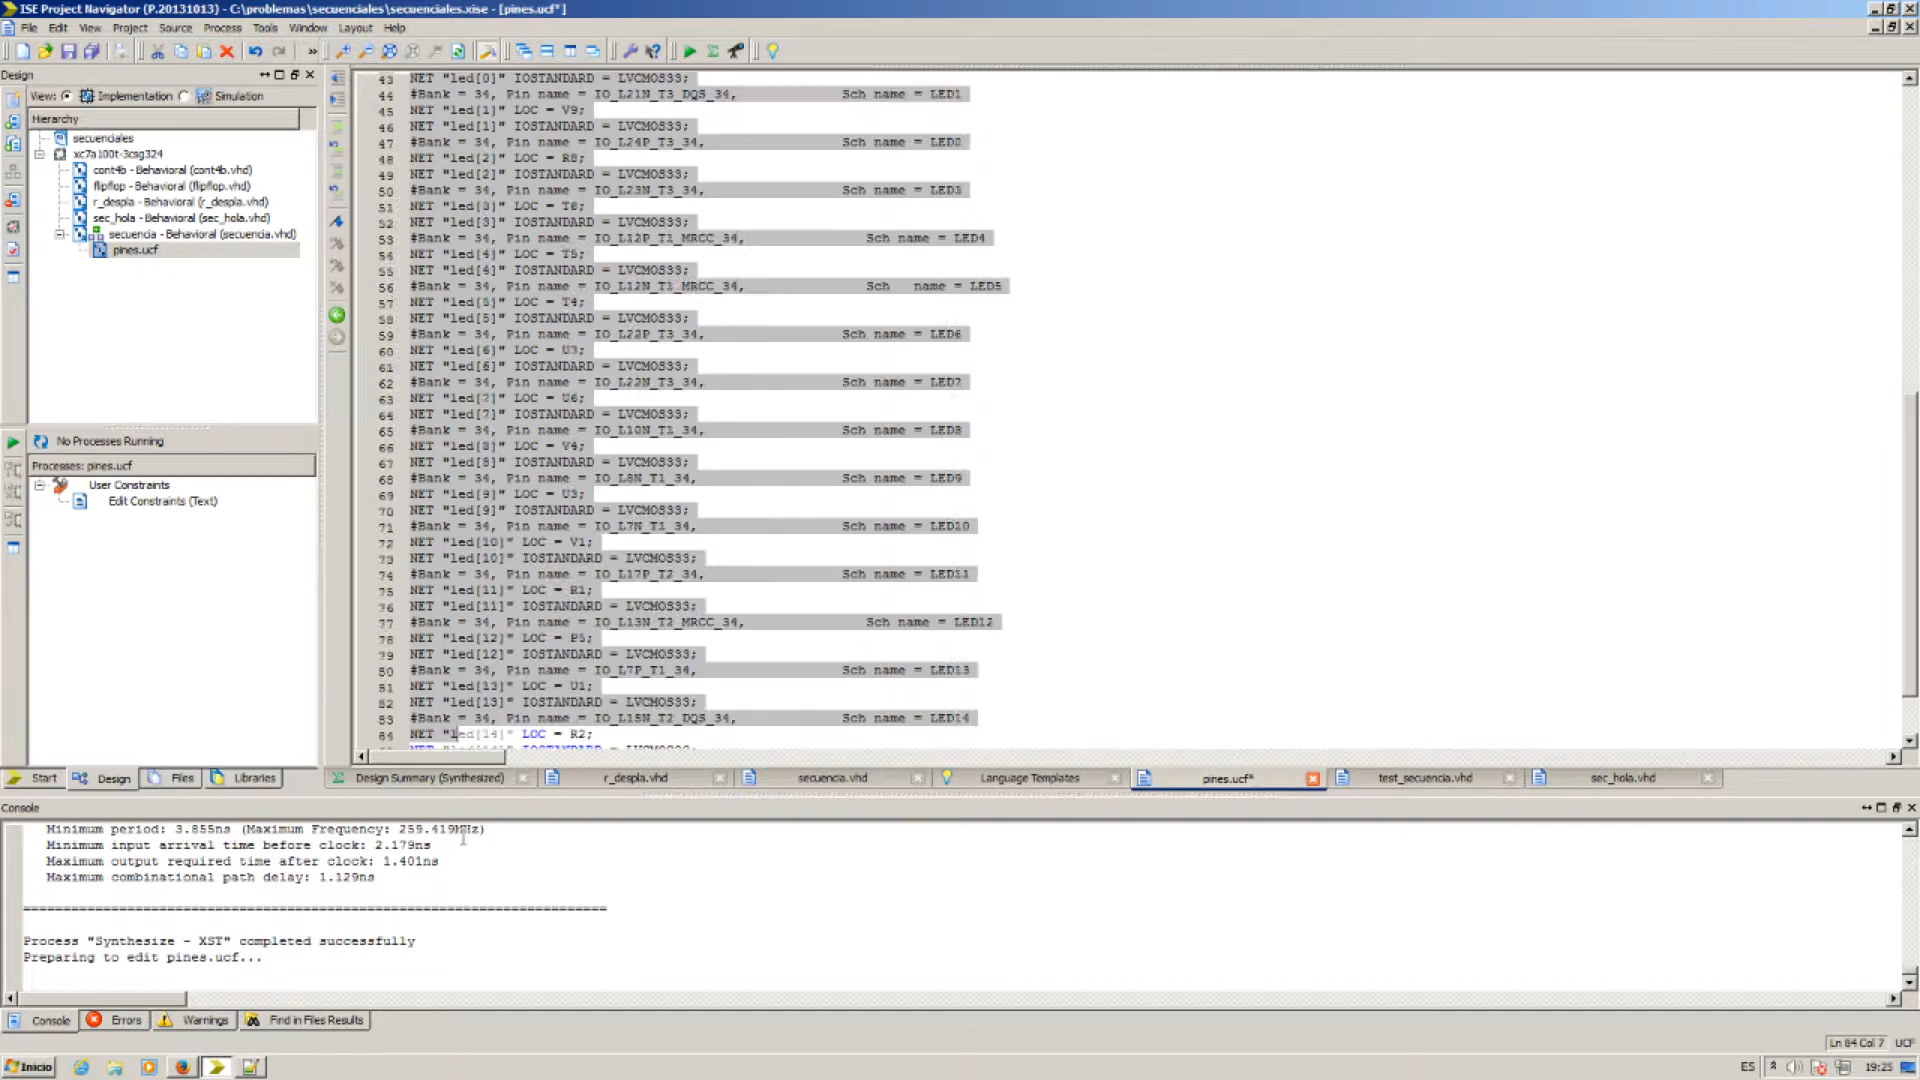 ISE Project Navigator (P.20131013) - C:\problemas\secuenciales\secuenciales.xise - [pines.ucf*]
File Edit View Project Source Process Tools Window Layout Help
Design
View: Implementation Simulation
Hierarchy
secuenciales
xc7a100t-3csg324
cont4b - Behavioral (cont4b.vhd)
flipflop - Behavioral (flipflop.vhd)
r_despla - Behavioral (r_despla.vhd)
sec_hola - Behavioral (sec_hola.vhd)
secuencia - Behavioral (secuencia.vhd)
pines.ucf
No Processes Running
Processes: pines.ucf
User Constraints
Edit Constraints (Text)
43 NET "led[0]" IOSTANDARD = LVCMOS33;
44 #Bank = 34, Pin name = IO_L21N_T3_DQS_34, Sch name = LED1
45 NET "led[1]" LOC = V9;
46 NET "led[1]" IOSTANDARD = LVCMOS33;
47 #Bank = 34, Pin name = IO_L24P_T3_34, Sch name = LED2
48 NET "led[2]" LOC = R8;
49 NET "led[2]" IOSTANDARD = LVCMOS33;
50 #Bank = 34, Pin name = IO_L23N_T3_34, Sch name = LED3
51 NET "led[3]" LOC = T6;
52 NET "led[3]" IOSTANDARD = LVCMOS33;
53 #Bank = 34, Pin name = IO_L12P_T1_MRCC_34, Sch name = LED4
54 NET "led[4]" LOC = T5;
55 NET "led[4]" IOSTANDARD = LVCMOS33;
56 #Bank = 34, Pin name = IO_L12N_T1_MRCC_34, Sch name = LED5
57 NET "led[5]" LOC = T4;
58 NET "led[5]" IOSTANDARD = LVCMOS33;
59 #Bank = 34, Pin name = IO_L22P_T3_34, Sch name = LED6
60 NET "led[6]" LOC =
61 NET "led[6]" IOSTANDARD = LVCMOS33;
62 #Bank = 34, Pin name = IO_L22N_T3_34, Sch name = LED7
63 NET "led[7]" LOC = U6;
64 NET "led[7]" IOSTANDARD = LVCMOS33;
65 #Bank = 34, Pin name = IO_L10N_T1_34, Sch name = LED8
66 NET "led[8]" LOC = V4;
67 NET "led[8]" IOSTANDARD = LVCMOS33;
68 #Bank = 34, Pin name = IO_L8N_T1_34, Sch name = LED9
69 NET "led[9]" LOC = U3;
70 NET "led[9]" IOSTANDARD = LVCMOS33;
71 #Bank = 34, Pin name = IO_L7N_T1_34, Sch name = LED10
72 NET "led[10]" LOC = V1;
73 NET "led[10]" IOSTANDARD = LVCMOS33;
74 #Bank = 34, Pin name = IO_L17P_T2_34, Sch name = LED11
75 NET "led[11]" LOC = R1;
76 NET "led[11]" IOSTANDARD = LVCMOS33;
77 #Bank = 34, Pin name = IO_L13N_T2_MRCC_34, Sch name = LED12
78 NET "led[12]" LOC = P5;
79 NET "led[12]" IOSTANDARD = LVCMOS33;
80 #Bank = 34, Pin name = IO_L7P_T1_34, Sch name = LED13
81 NET "led[13]" LOC = U1;
82 NET "led[13]" IOSTANDARD = LVCMOS33;
83 #Bank = 34, Pin name = IO_L15N_T2_DQS_34, Sch name = LED14
84 NET "led[14]" LOC = R2;
Start Design Files Libraries
Design Summary (Synthesized) r_despla.vhd secuencia.vhd Language Templates pines.ucf* test_secuencia.vhd sec_hola.vhd
Console
Minimum period: 3.855ns (Maximum Frequency: 259.419MHz)
Minimum input arrival time before clock: 2.179ns
Maximum output required time after clock: 1.401ns
Maximum combinational path delay: 1.129ns
=========================================================================
Process "Synthesize - XST" completed successfully
Preparing to edit pines.ucf...
Console Errors Warnings Find in Files Results
Ln 84 Col 7 UCF
Inicio ES 19:25